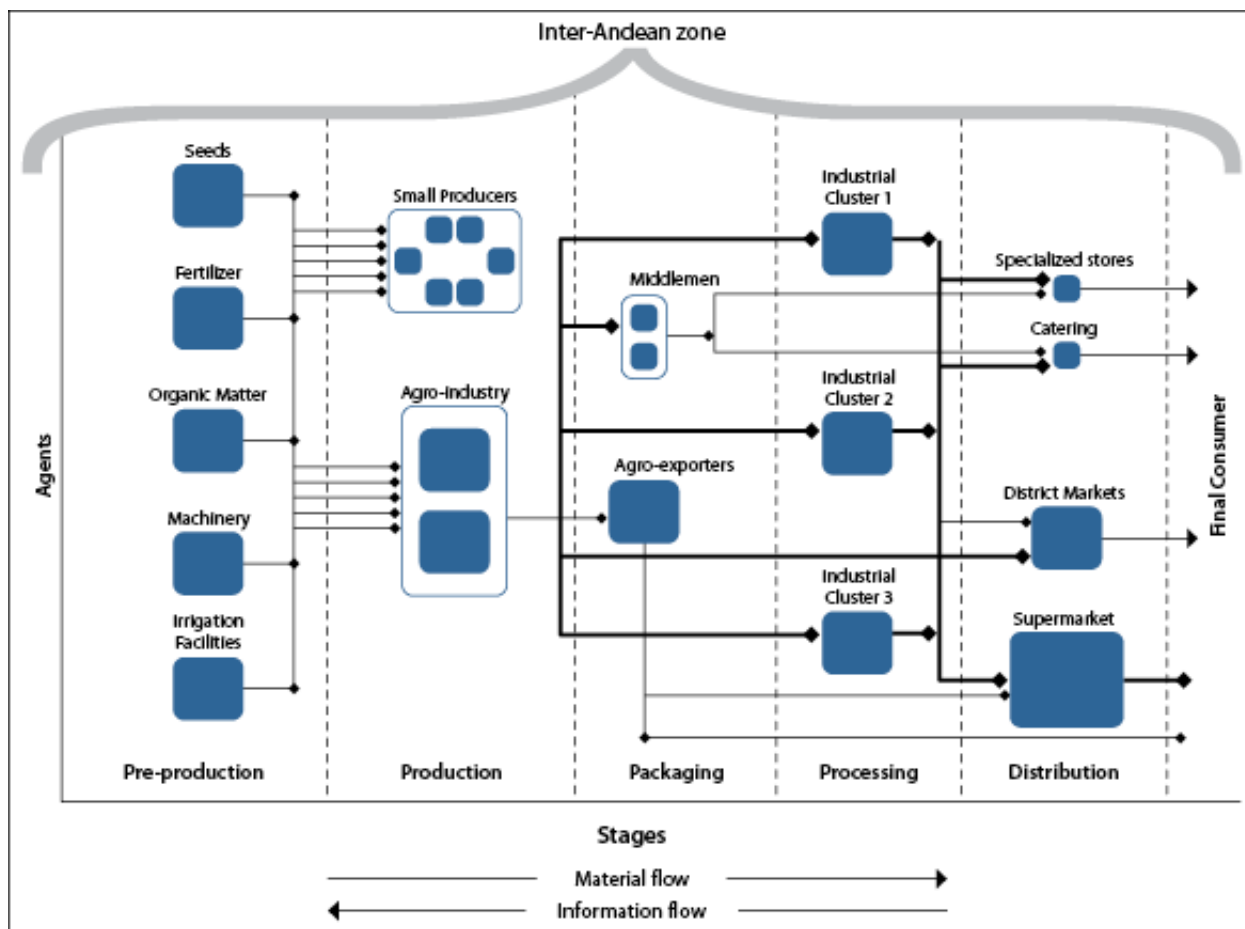 Inter-Andean zone
Seeds
Fertilizer
Organic Matter
Machinery
Irrigation
Facilities
Small Producers
Agro-industry
Middlemen
Agro-exporters
Industrial
Cluster 1
Industrial
Cluster 2
Industrial
Cluster 3
Specialized stores
Catering
District Markets
Supermarket
Agents
Final Consumer
Pre-production
Production
Packaging
Processing
Distribution
Stages
Material flow
Information flow